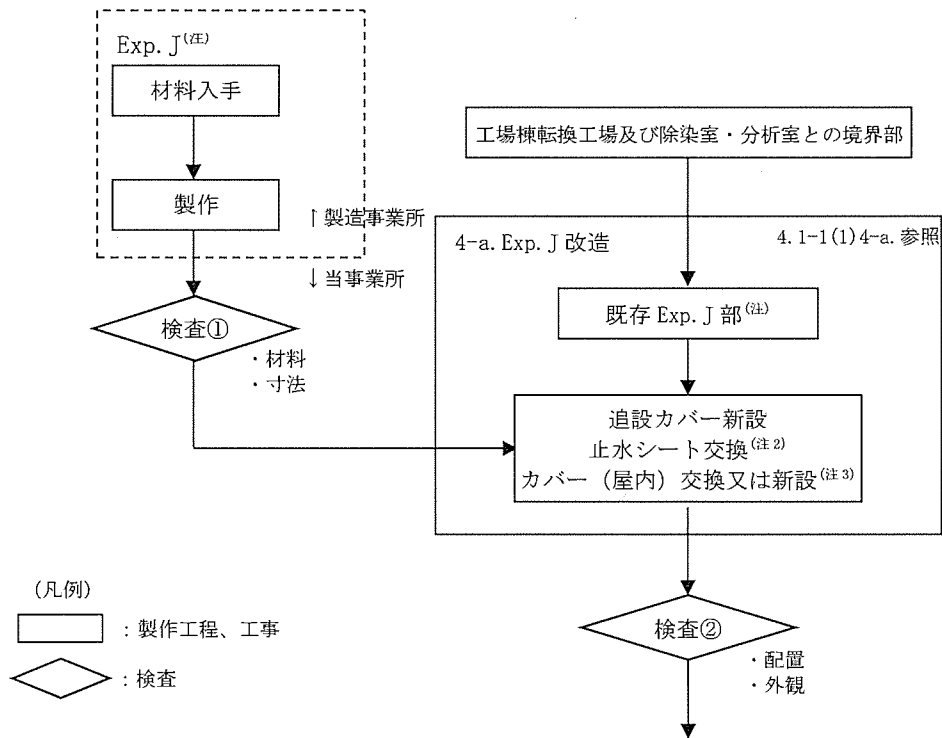 Exp. J(注)
材料入手
製作
↑製造事業所
↓当事業所
検査①
・材料
・寸法
工場棟転換工場及び除染室・分析室との境界部
4-a. Exp. J 改造
4.1-1(1)4-a. 参照
既存 Exp. J 部(注)
追設カバー新設
止水シート交換(注2)
カバー（屋内）交換又は新設(注3)
検査②
・配置
・外観
(凡例)
：製作工程、工事
：検査